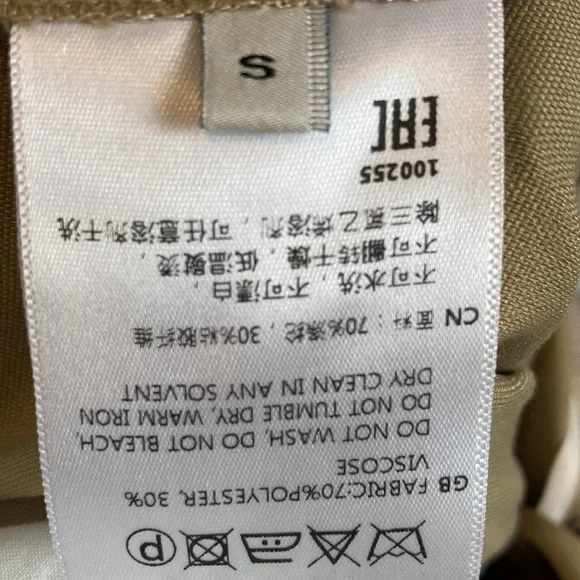 P
GB FABRIC:70%POLYESTER, 30%
VISCOSE
DO NOT WASH, DO NOT BLEACH,
DO NOT TUMBLE DRY, WARM IRON
DRY CLEAN IN ANY SOLVENT
CN 面料：70%涤纶，30%粘胶纤维
不可水洗，不可漂白，
不可翻转干燥，低温熨烫，
除三氯乙烯溶剂，可任意溶剂干洗
100255
EAC
S